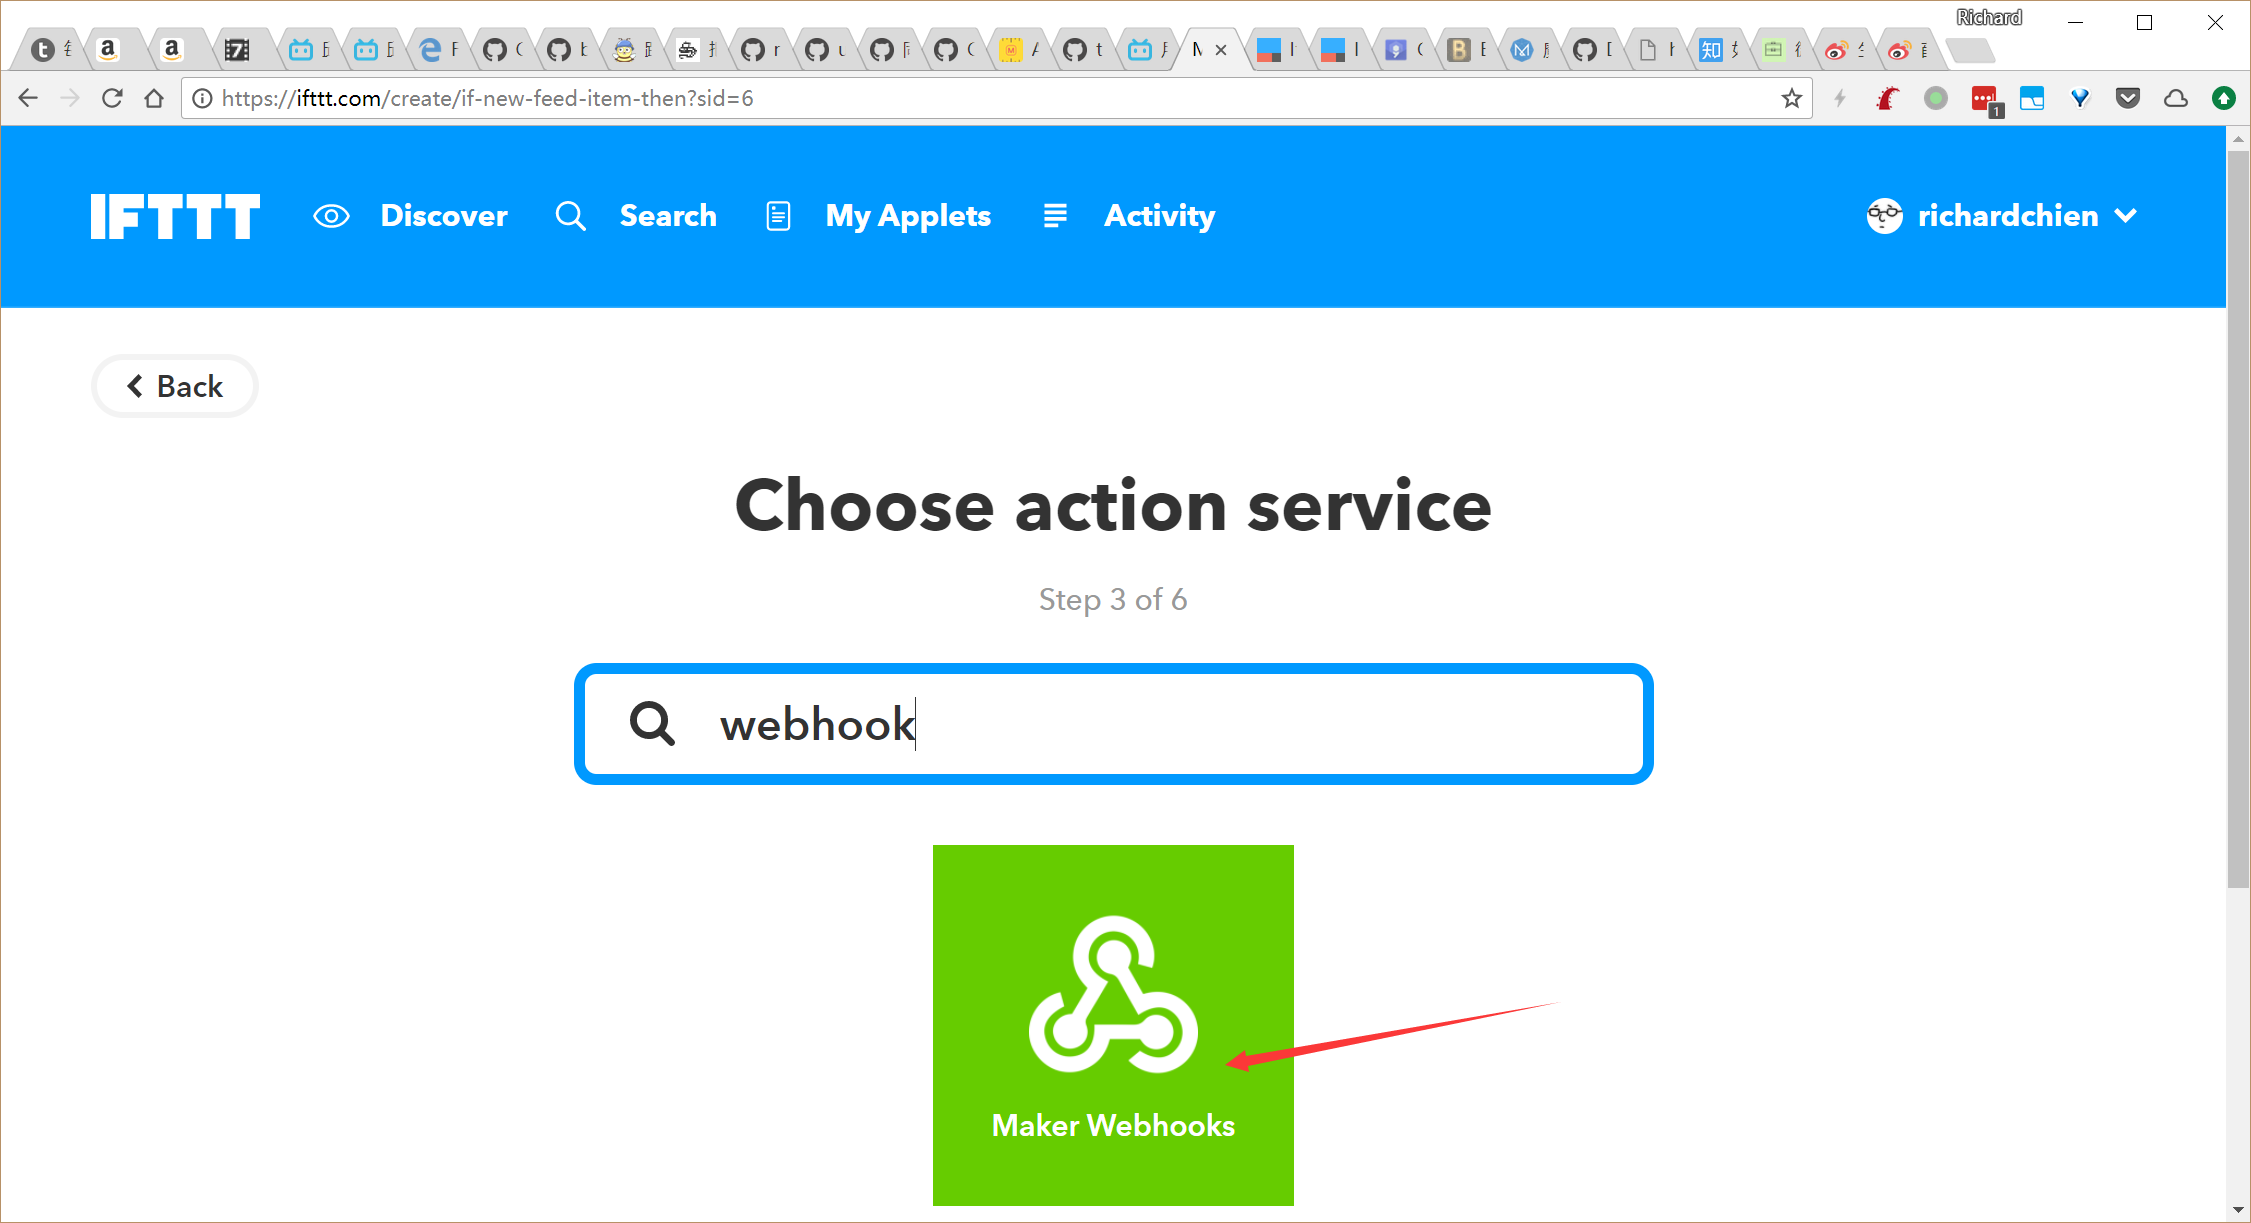 Richard
https://ifttt.com/create/if-new-feed-item-then?sid=6
IFTTT
Discover
Search
My Applets
Activity
richardchien
Back
Choose action service
Step 3 of 6
webhook
Maker Webhooks